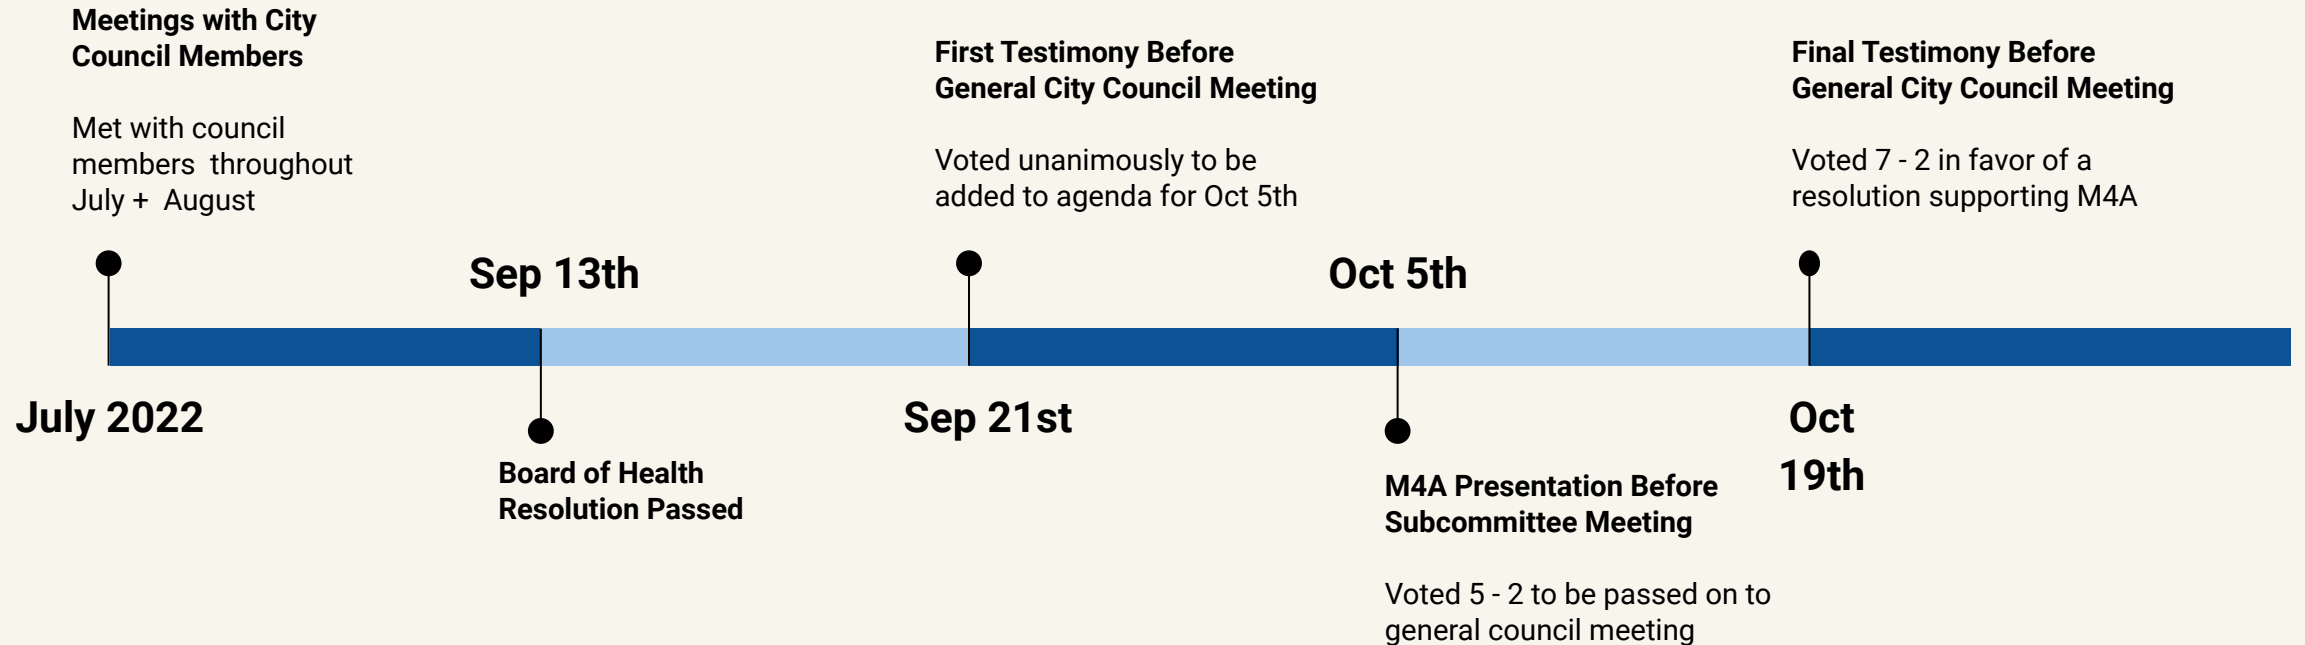 Meetings with City
Council Members
Met with council
members  throughout
July +  August
July 2022
Sep 13th
Board of Health
Resolution Passed
First Testimony Before
General City Council Meeting
Voted unanimously to be
added to agenda for Oct 5th
Sep 21st
Oct 5th
M4A Presentation Before
Subcommittee Meeting
Voted 5 - 2 to be passed on to
general council meeting
Final Testimony Before
General City Council Meeting
Voted 7 - 2 in favor of a
resolution supporting M4A
Oct
19th